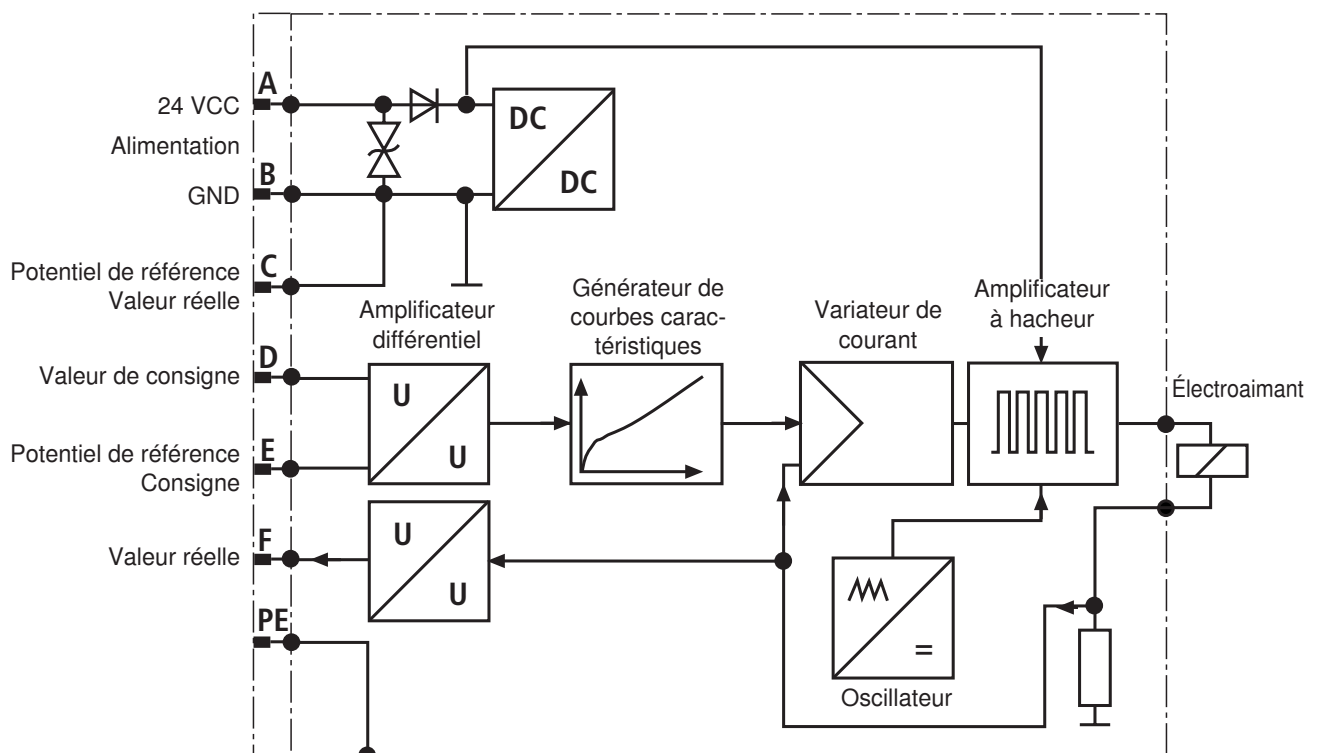 A
24 VCC
Alimentation
B
GND
DC
DC
Potentiel de référence
Valeur réelle
C
Amplificateur
différentiel
Générateur de
courbes carac-
téristiques
Variateur de
courant
Amplificateur
à hacheur
Valeur de consigne
D
U
U
Électroaimant
Potentiel de référence
Consigne
E
Valeur réelle
F
U
U
=
Oscillateur
PE